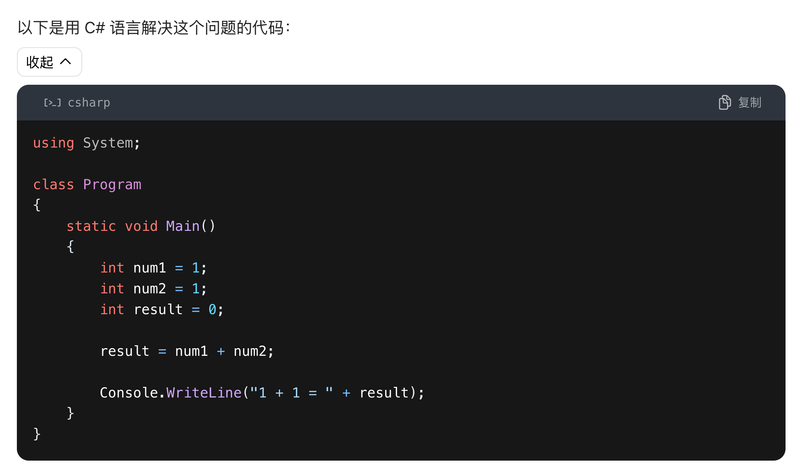 以下是用 C# 语言解决这个问题的代码：
收起
csharp
复制
using System;
class Program
{
    static void Main()
    {
        int num1 = 1;
        int num2 = 1;
        int result = 0;
        result = num1 + num2;
        Console.WriteLine("1 + 1 = " + result);
    }
}